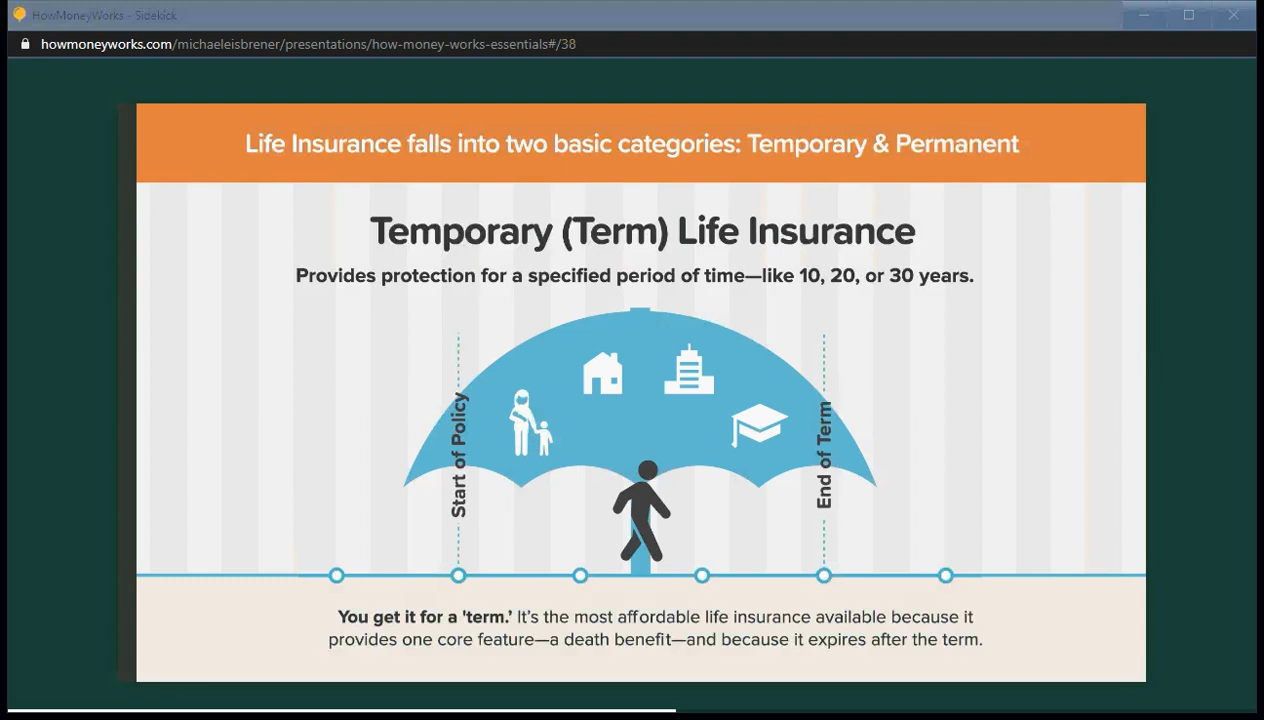 HowMoneyWorks - Sidekick
howmoneyworks.com/michaeleisbrener/presentations/how-money-works-essentials#/38
Life Insurance falls into two basic categories: Temporary & Permanent
Temporary (Term) Life Insurance
Provides protection for a specified period of time—like 10, 20, or 30 years.
Start of Policy
End of Term
You get it for a 'term.’ It’s the most affordable life insurance available because it
provides one core feature—a death benefit—and because it expires after the term.